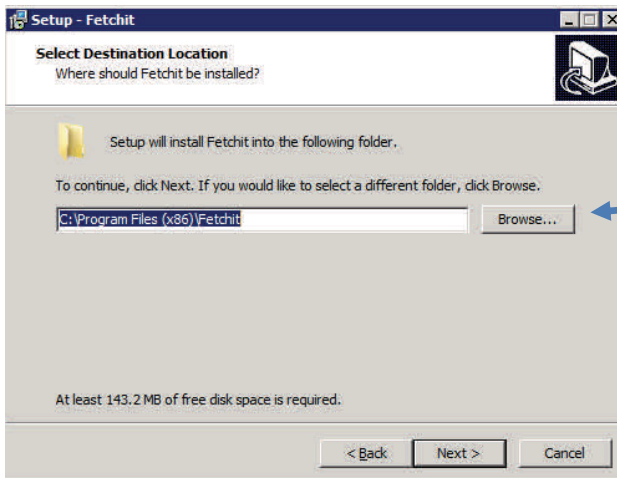 Setup - Fetchit
Select Destination Location
Where should Fetchit be installed?
Setup will install Fetchit into the following folder.
To continue, click Next. If you would like to select a different folder, click Browse.
C:\Program Files (x86)\Fetchit
Browse...
At least 143.2 MB of free disk space is required.
< Back
Next >
Cancel